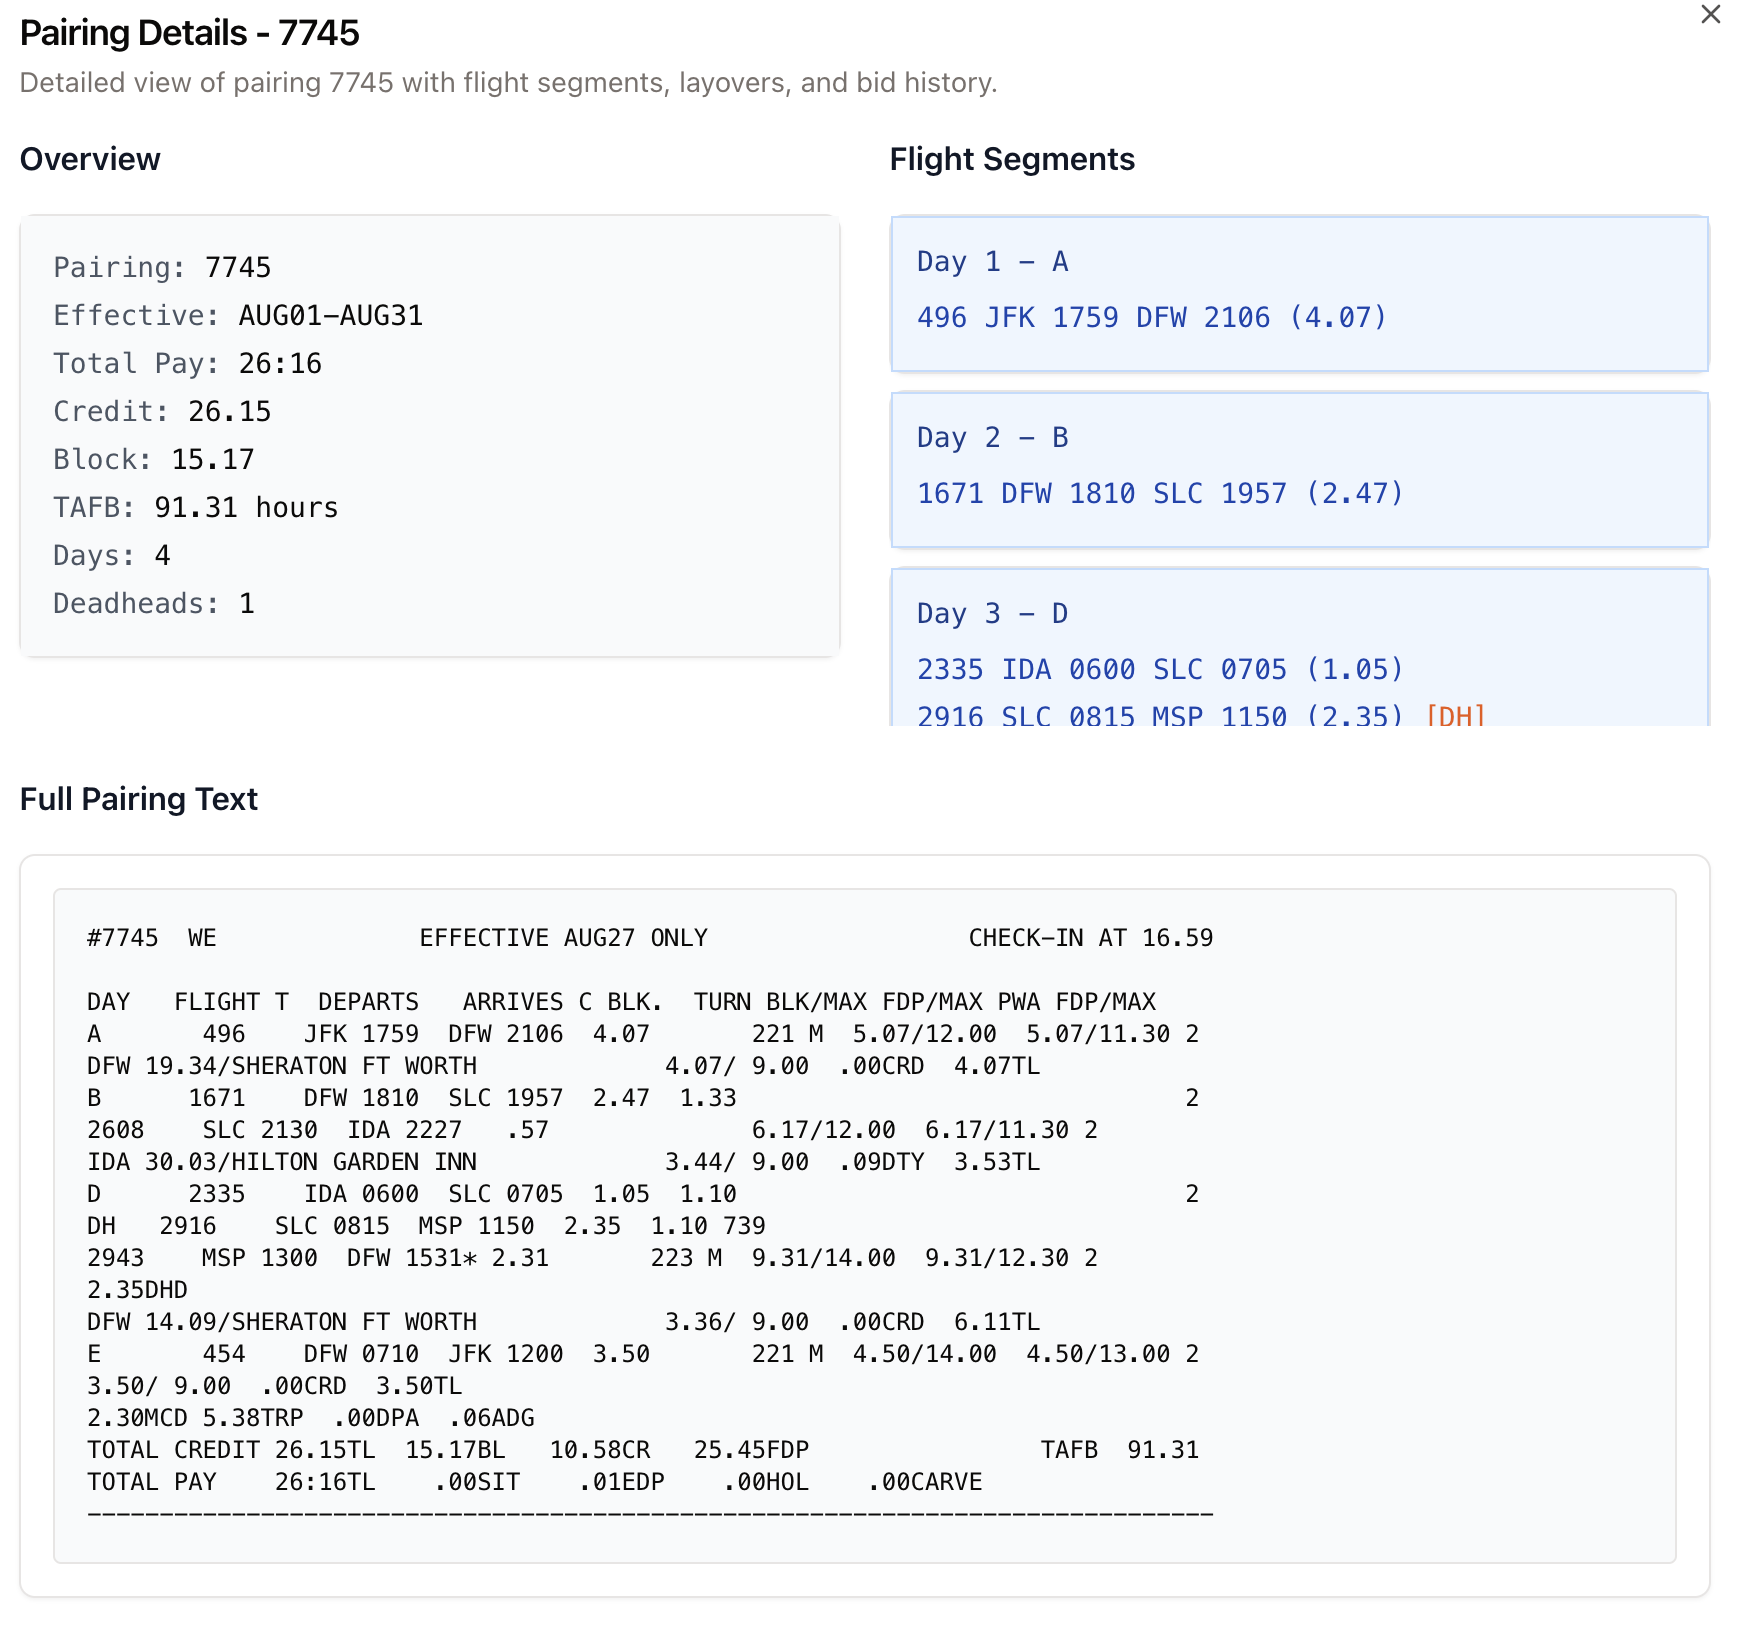 Pairing Details - 7745
Detailed view of pairing 7745 with flight segments, layovers, and bid history.
Overview
Pairing: 7745
Effective: AUG01–AUG31
Total Pay: 26:16
Credit: 26.15
Block: 15.17
TAFB: 91.31 hours
Days: 4
Deadheads: 1
Flight Segments
Day 1 – A
496 JFK 1759 DFW 2106 (4.07)
Day 2 – B
1671 DFW 1810 SLC 1957 (2.47)
Day 3 – D
2335 IDA 0600 SLC 0705 (1.05)
2916 SLC 0815 MSP 1150 (2.35) [DH]
Full Pairing Text
#7745  WE              EFFECTIVE AUG27 ONLY                  CHECK–IN AT 16.59
DAY   FLIGHT T  DEPARTS   ARRIVES C BLK.  TURN BLK/MAX FDP/MAX PWA FDP/MAX
A       496    JFK 1759  DFW 2106  4.07       221 M  5.07/12.00  5.07/11.30 2
DFW 19.34/SHERATON FT WORTH             4.07/ 9.00  .00CRD  4.07TL
B      1671    DFW 1810  SLC 1957  2.47  1.33                               2
2608    SLC 2130  IDA 2227   .57              6.17/12.00  6.17/11.30 2
IDA 30.03/HILTON GARDEN INN             3.44/ 9.00  .09DTY  3.53TL
D      2335    IDA 0600  SLC 0705  1.05  1.10                               2
DH   2916    SLC 0815  MSP 1150  2.35  1.10 739
2943    MSP 1300  DFW 1531* 2.31       223 M  9.31/14.00  9.31/12.30 2
2.35DHD
DFW 14.09/SHERATON FT WORTH             3.36/ 9.00  .00CRD  6.11TL
E       454    DFW 0710  JFK 1200  3.50       221 M  4.50/14.00  4.50/13.00 2
3.50/ 9.00  .00CRD  3.50TL
2.30MCD 5.38TRP  .00DPA  .06ADG
TOTAL CREDIT 26.15TL  15.17BL   10.58CR   25.45FDP                TAFB  91.31
TOTAL PAY    26:16TL    .00SIT    .01EDP    .00HOL    .00CARVE
––––––––––––––––––––––––––––––––––––––––––––––––––––––––––––––––––––––––––––––